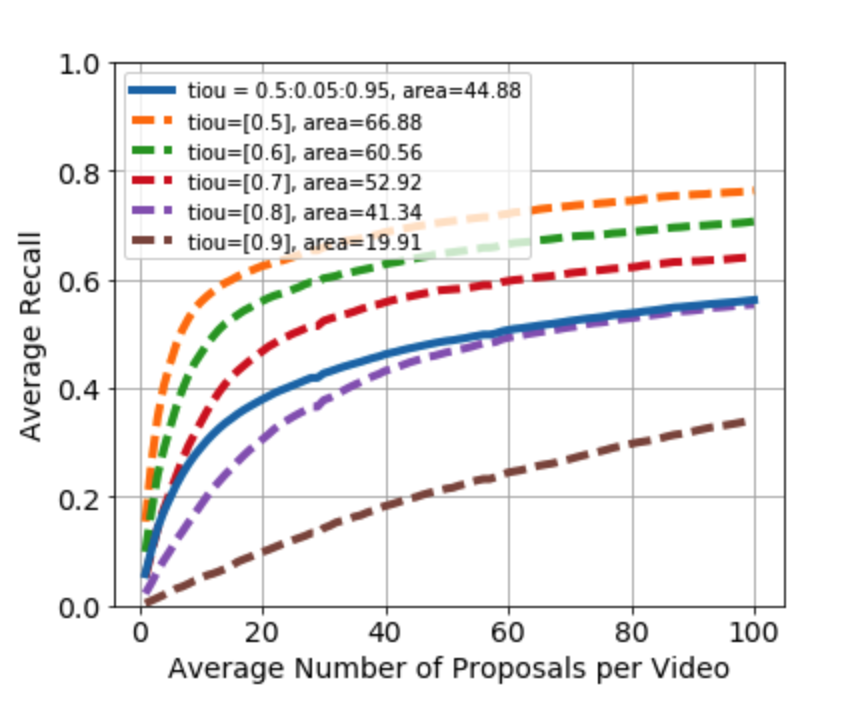 1.0
0.8
0.6
0.4
0.2
0.0
Average Recall
tiou = 0.5:0.05:0.95, area=44.88
tiou=[0.5], area=66.88
tiou=[0.6], area=60.56
tiou=[0.7], area=52.92
tiou=[0.8], area=41.34
tiou=[0.9], area=19.91
0 20 40 60 80 100
Average Number of Proposals per Video